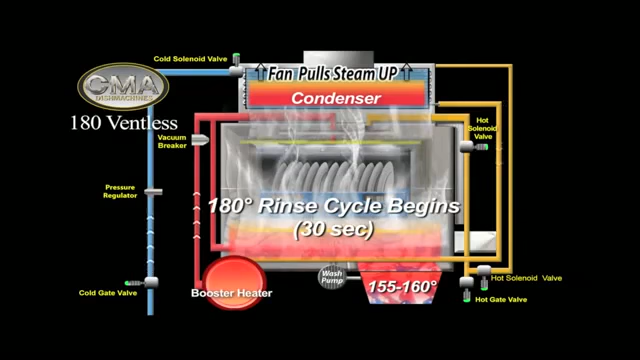 Cold Solenoid Valve
Fan Pulls Steam UP
CMA
DISHMACHINES
Condenser
180 Ventless
Hot
Solenoid
Valve
Vacuum
Breaker
Pressure
Regulator
180° Rinse Cycle Begins
(30 sec)
Wash
Pump
155-160°
Hot Solenoid Valve
Cold Gate Valve
Booster Heater
Hot Gate Valve